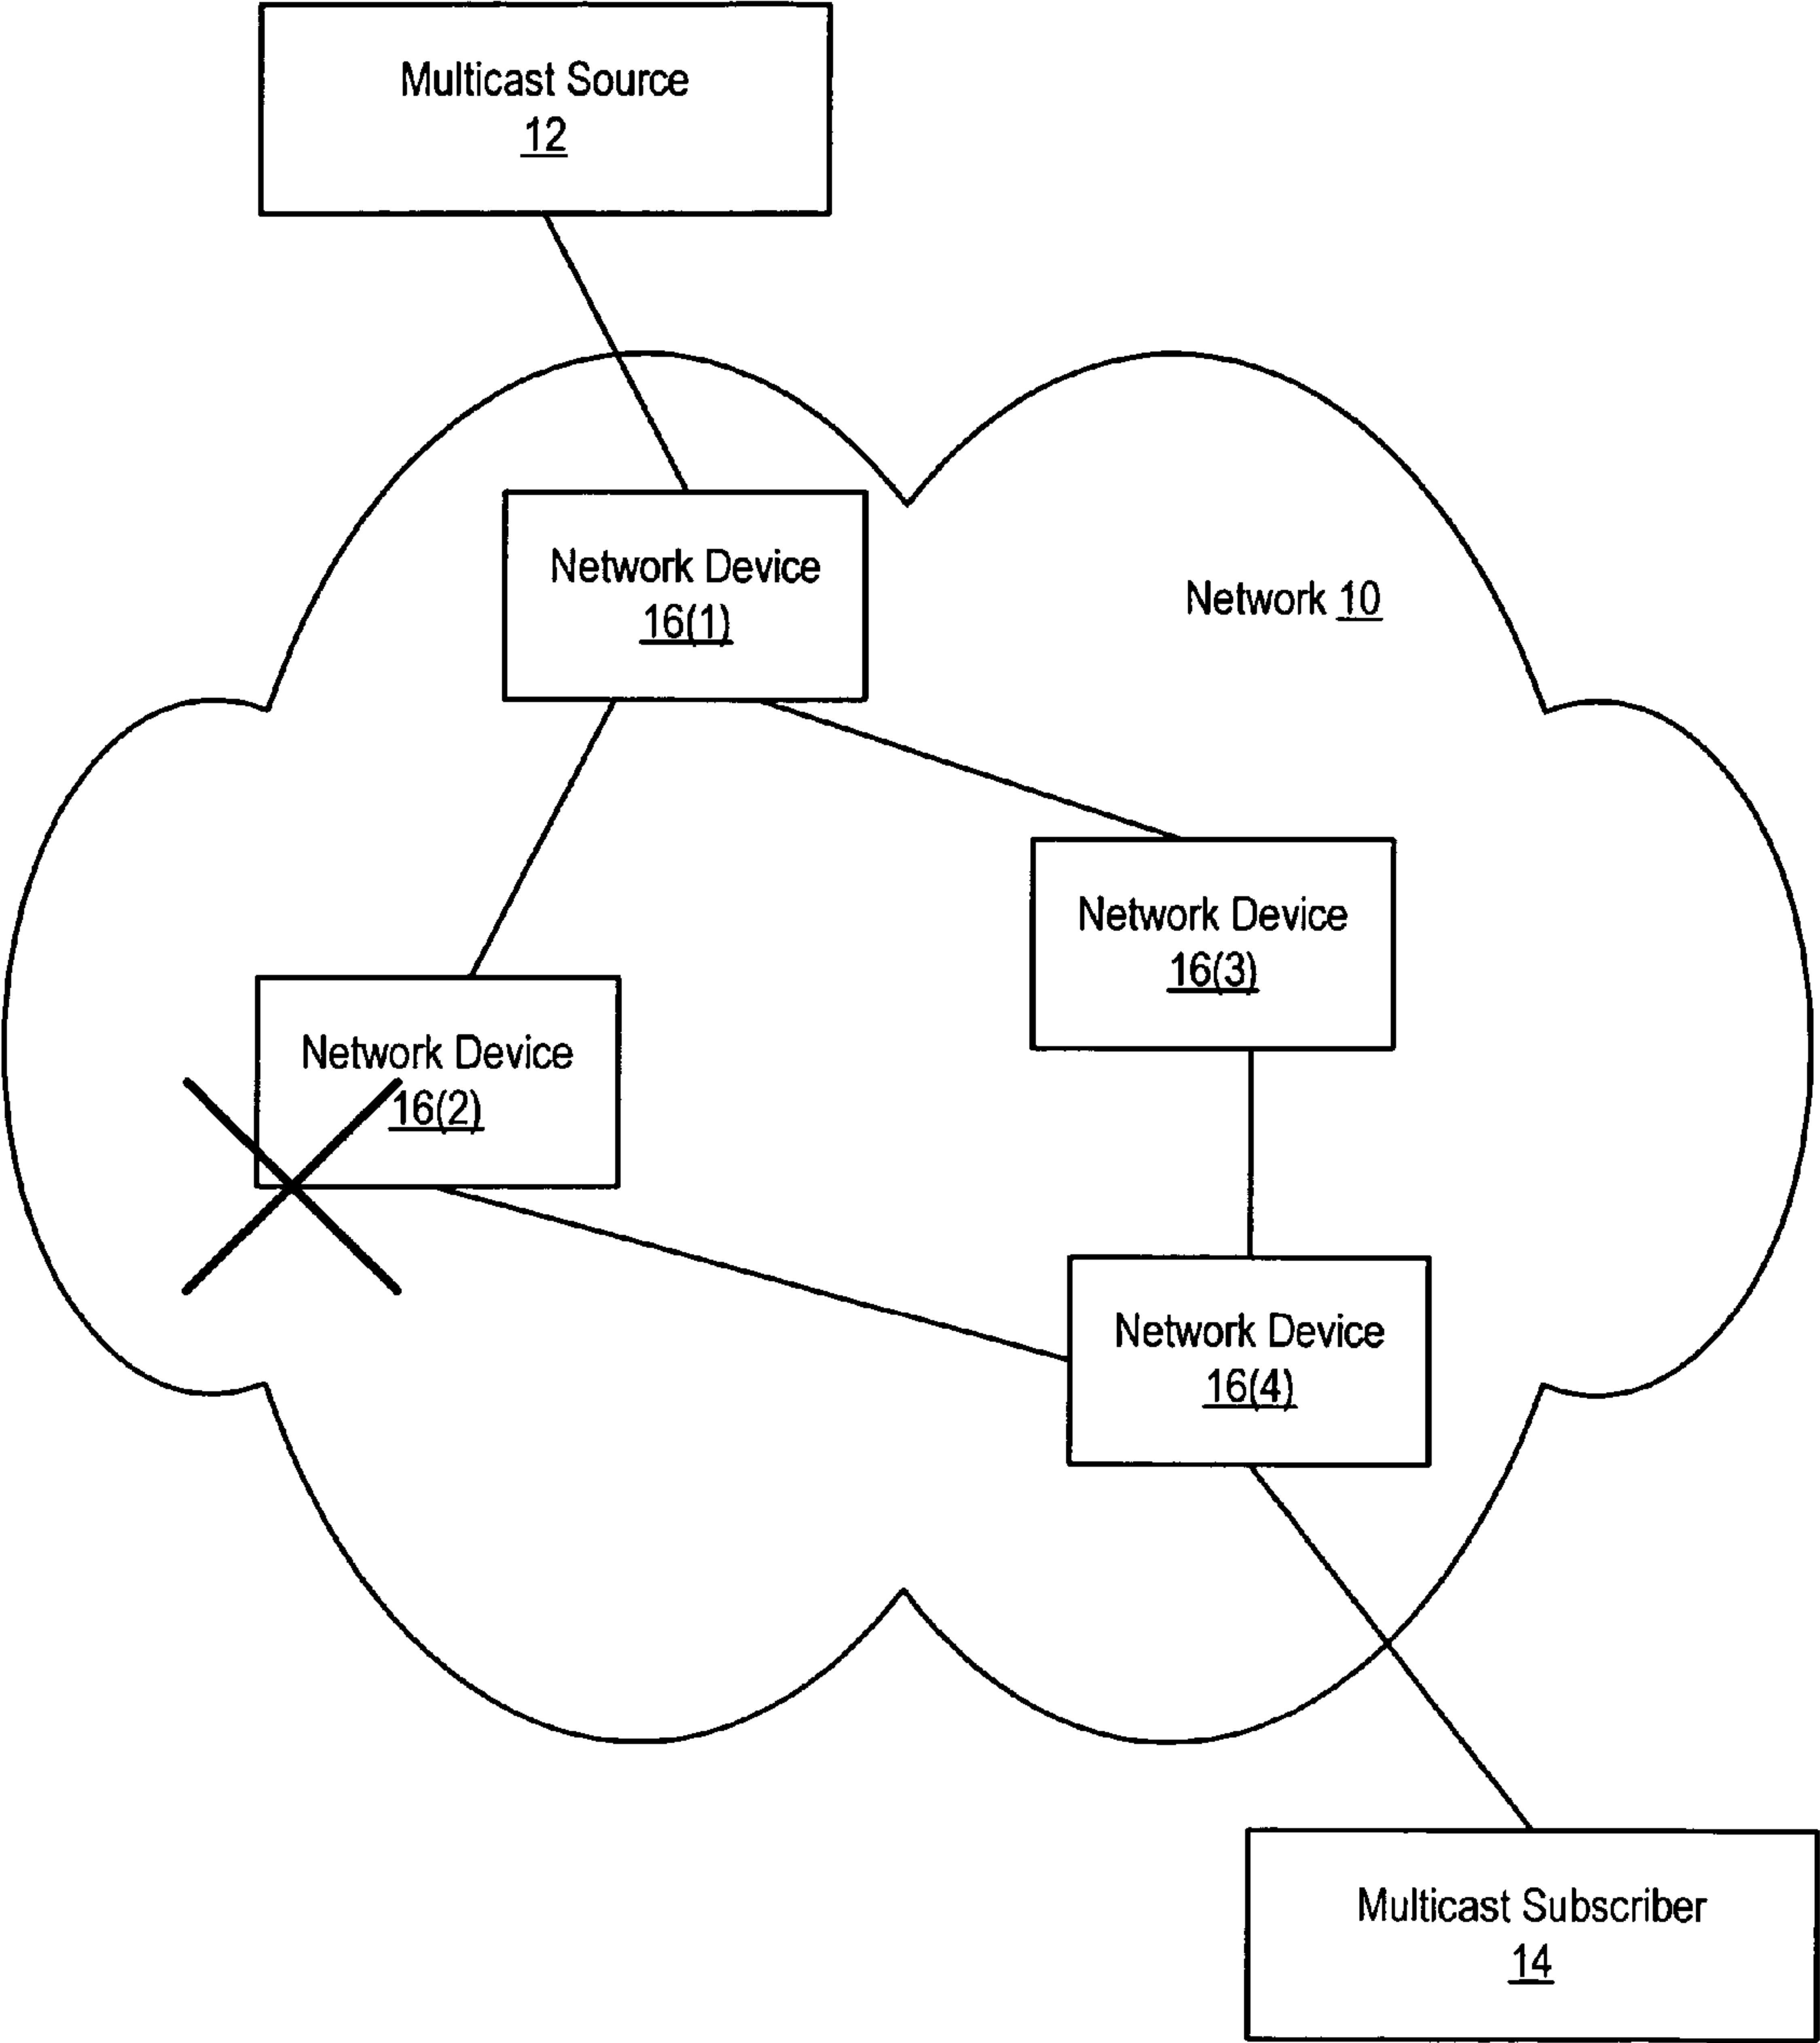 Multicast Source
12
Network Device
16(1)
Network 10
Network Device
16(3)
Network Device
16(2)
Network Device
16(4)
Multicast Subscriber
14